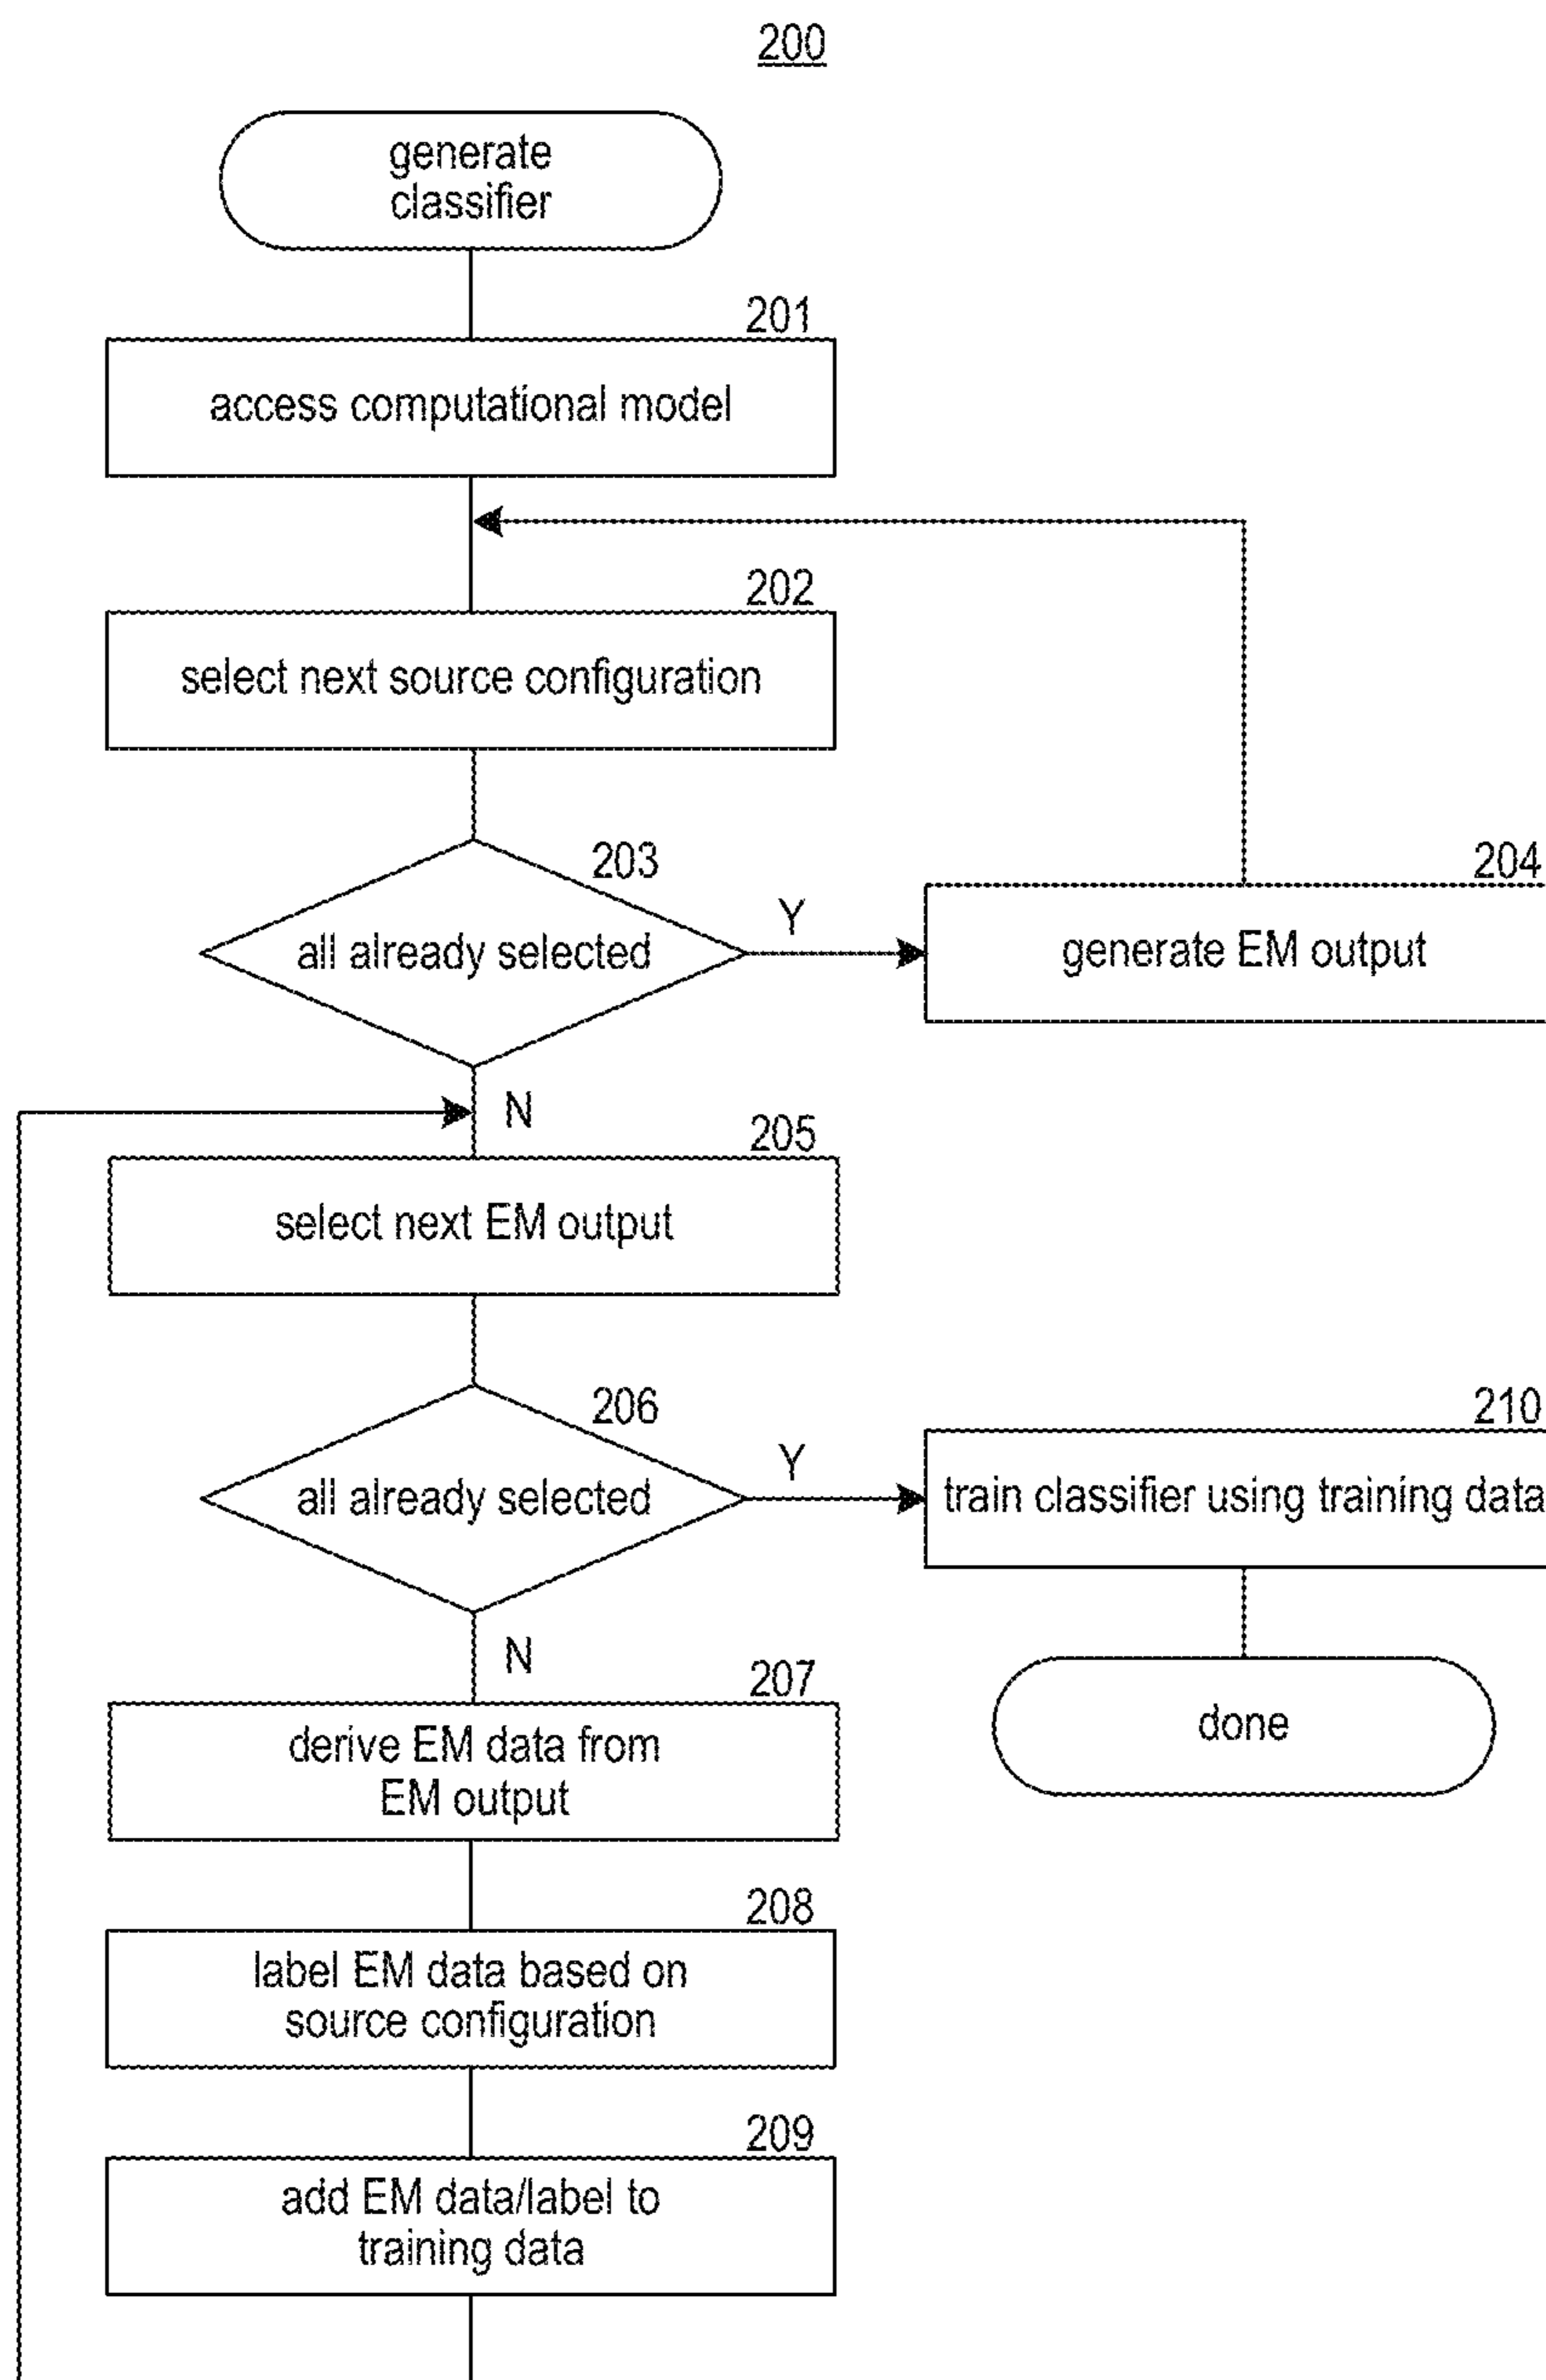 200
generate
classifier
201
access computational model
202
select next source configuration
203
all already selected
Y
204
generate EM output
N
205
select next EM output
206
all already selected
Y
210
train classifier using training data
N
207
derive EM data from
EM output
done
208
label EM data based on
source configuration
209
add EM data/label to
training data